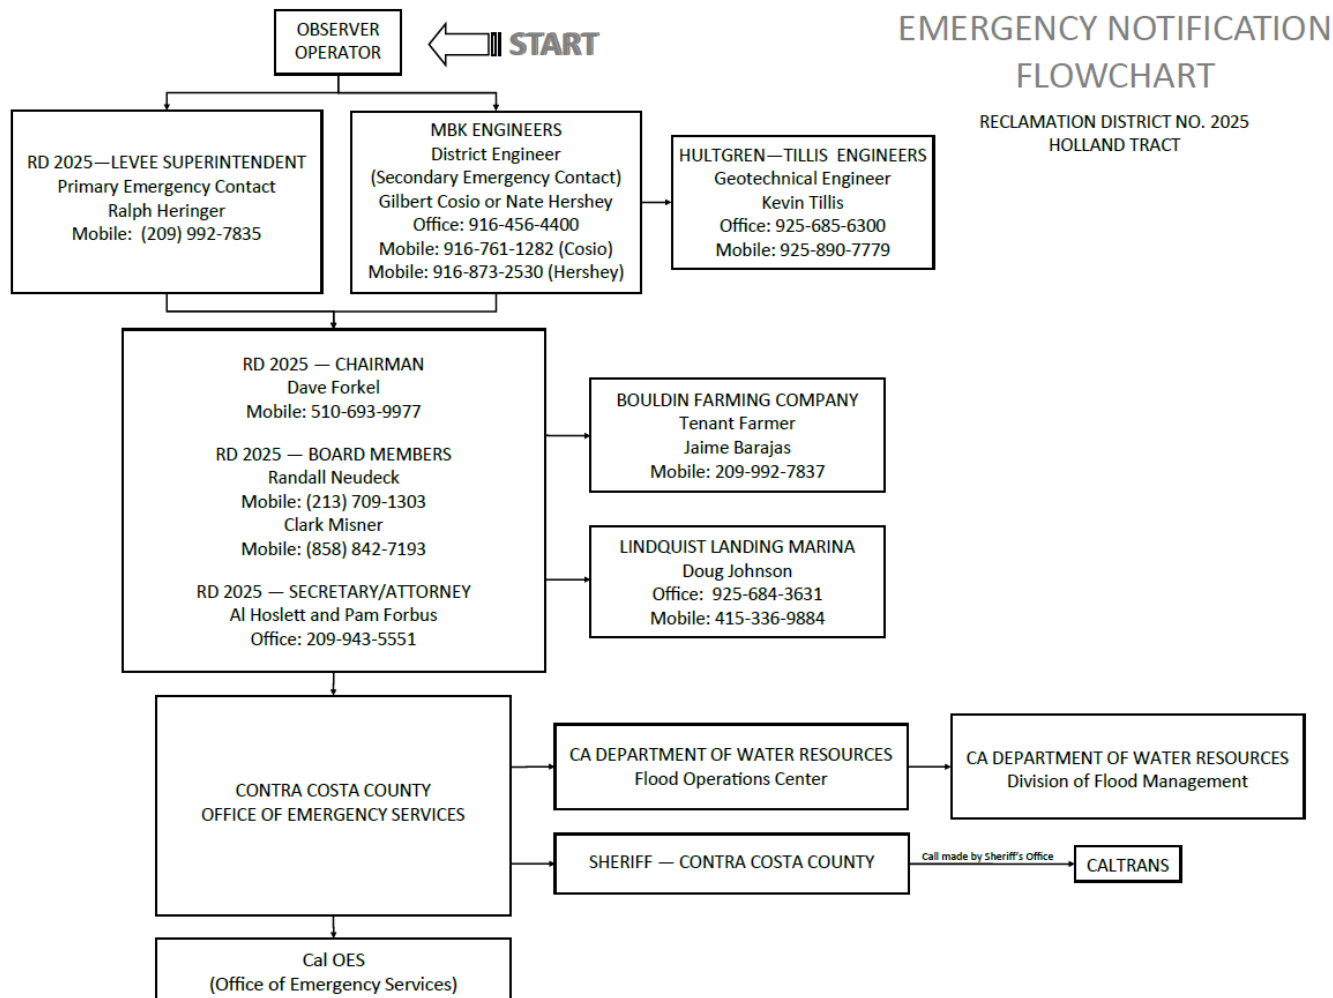 OBSERVER
OPERATOR
START
EMERGENCY NOTIFICATION
FLOWCHART
RECLAMATION DISTRICT NO. 2025
HOLLAND TRACT
RD 2025—LEVEE SUPERINTENDENT
Primary Emergency Contact
Ralph Heringer
Mobile:  (209) 992-7835
MBK ENGINEERS
District Engineer
(Secondary Emergency Contact)
Gilbert Cosio or Nate Hershey
Office: 916-456-4400
Mobile: 916-761-1282 (Cosio)
Mobile: 916-873-2530 (Hershey)
HULTGREN—TILLIS  ENGINEERS
Geotechnical Engineer
Kevin Tillis
Office: 925-685-6300
Mobile: 925-890-7779
RD 2025 — CHAIRMAN
Dave Forkel
Mobile: 510-693-9977
RD 2025 — BOARD MEMBERS
Randall Neudeck
Mobile: (213) 709-1303
Clark Misner
Mobile: (858) 842-7193
RD 2025 — SECRETARY/ATTORNEY
Al Hoslett and Pam Forbus
Office: 209-943-5551
BOULDIN FARMING COMPANY
Tenant Farmer
Jaime Barajas
Mobile: 209-992-7837
LINDQUIST LANDING MARINA
Doug Johnson
Office:  925-684-3631
Mobile: 415-336-9884
CONTRA COSTA COUNTY
OFFICE OF EMERGENCY SERVICES
CA DEPARTMENT OF WATER RESOURCES
Flood Operations Center
CA DEPARTMENT OF WATER RESOURCES
Division of Flood Management
SHERIFF — CONTRA COSTA COUNTY
Call made by Sheriff's Office
CALTRANS
Cal OES
(Office of Emergency Services)